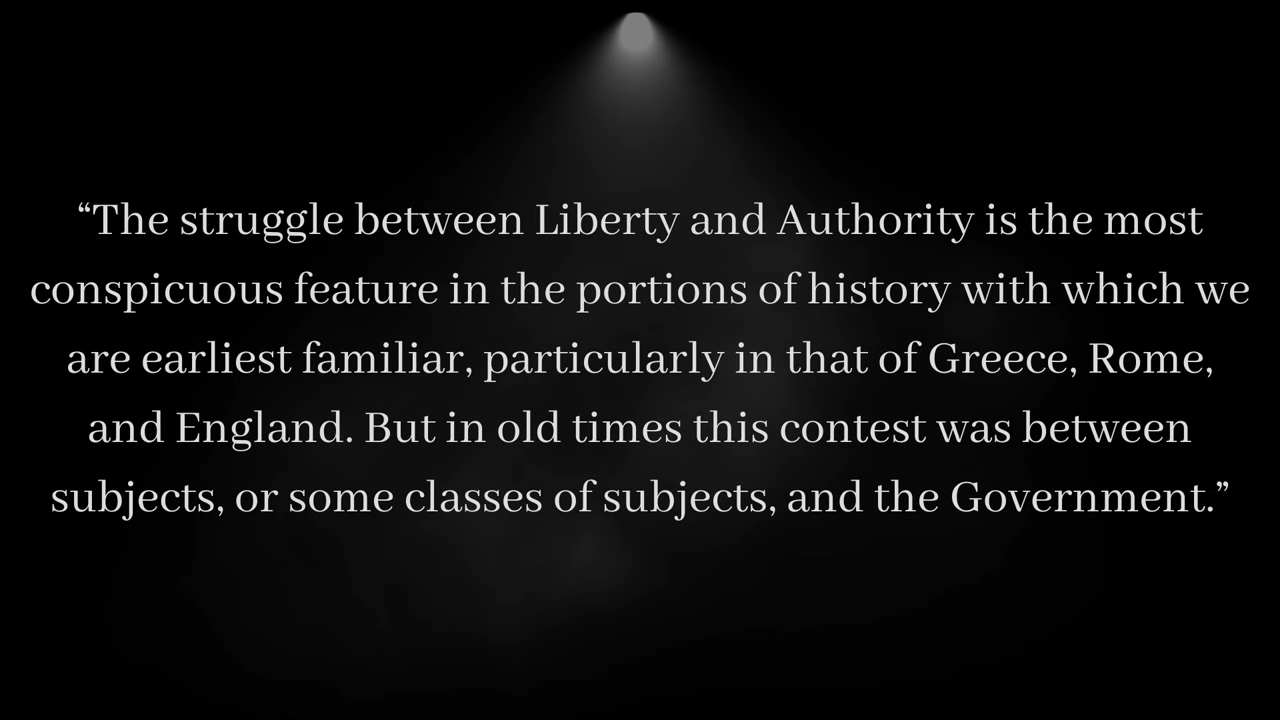 “The struggle between Liberty and Authority is the most
conspicuous feature in the portions of history with which we
are earliest familiar, particularly in that of Greece, Rome,
and England. But in old times this contest was between
subjects, or some classes of subjects, and the Government.”